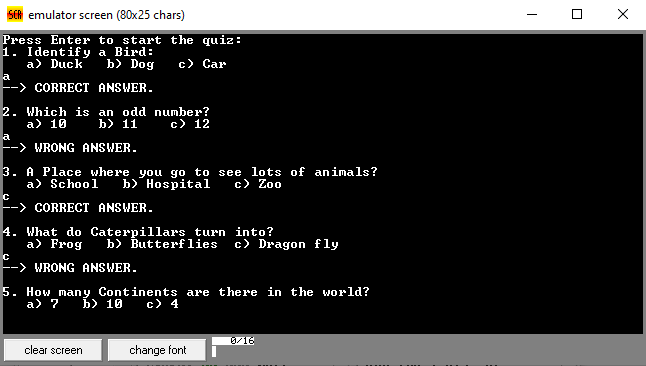 SCR emulator screen (80x25 chars)
Press Enter to start the quiz:
1. Identify a Bird:
a) Duck b) Dog c) Car
a
--> CORRECT ANSWER.
2. Which is an odd number?
a) 10 b) 11 c) 12
a
--> WRONG ANSWER.
3. A Place where you go to see lots of animals?
a) School b) Hospital c) Zoo
c
--> CORRECT ANSWER.
4. What do Caterpillars turn into?
a) Frog b) Butterflies c) Dragon fly
c
--> WRONG ANSWER.
5. How many Continents are there in the world?
a) 7 b) 10 c) 4
clear screen change font 0/16